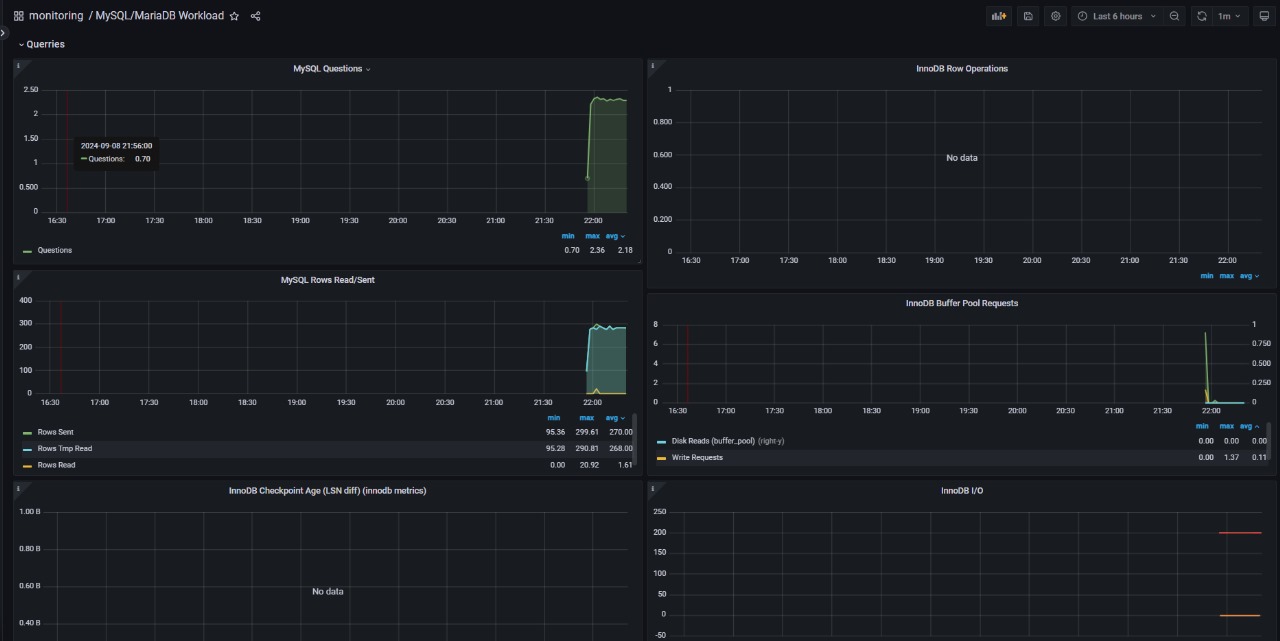 monitoring / MySQL/MariaDB Workload
Last 6 hours
1m
Querries
MySQL Questions
2.50
2
1.50
1
0.500
0
2024-09-08 21:56:00
Questions: 0.70
16:30 17:00 17:30 18:00 18:30 19:00 19:30 20:00 20:30 21:00 21:30 22:00
min max avg
Questions 0.70 2.36 2.18
InnoDB Row Operations
1
0.800
0.600
0.400
0.200
0
No data
16:30 17:00 17:30 18:00 18:30 19:00 19:30 20:00 20:30 21:00 21:30 22:00
min max avg
MySQL Rows Read/Sent
400
300
200
100
0
16:30 17:00 17:30 18:00 18:30 19:00 19:30 20:00 20:30 21:00 21:30 22:00
min max avg
Rows Sent 95.36 299.61 270.00
Rows Tmp Read 95.28 290.81 268.00
Rows Read 0.00 20.92 1.61
InnoDB Buffer Pool Requests
8
6
4
2
0
1
0.750
0.500
0.250
0
16:30 17:00 17:30 18:00 18:30 19:00 19:30 20:00 20:30 21:00 21:30 22:00
min max avg
Disk Reads (buffer_pool) (right-y) 0.00 0.00 0.00
Write Requests 0.00 1.37 0.11
InnoDB Checkpoint Age (LSN diff) (innodb metrics)
1.00 B
0.80 B
0.60 B
0.40 B
No data
InnoDB I/O
250
200
150
100
50
0
-50